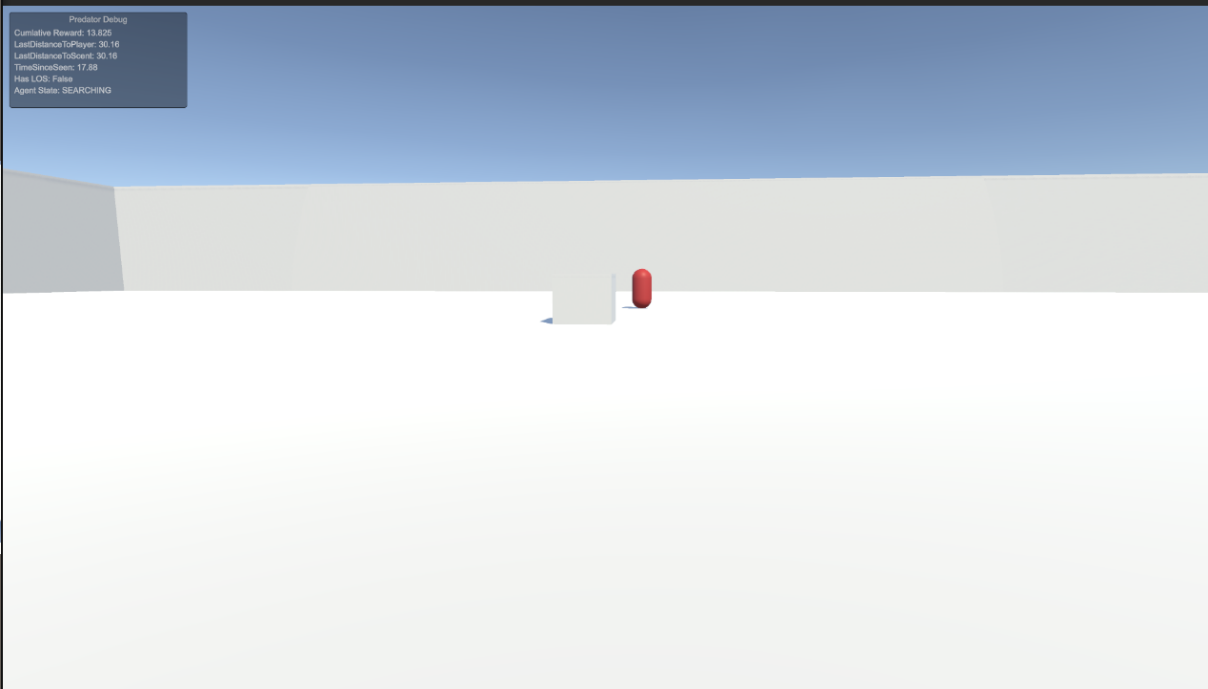 Predator Debug
Cumlative Reward: 13.825
LastDistanceToPlayer: 30.16
LastDistanceToScent: 30.16
TimeSinceSeen: 17.88
Has LOS: False
Agent State: SEARCHING